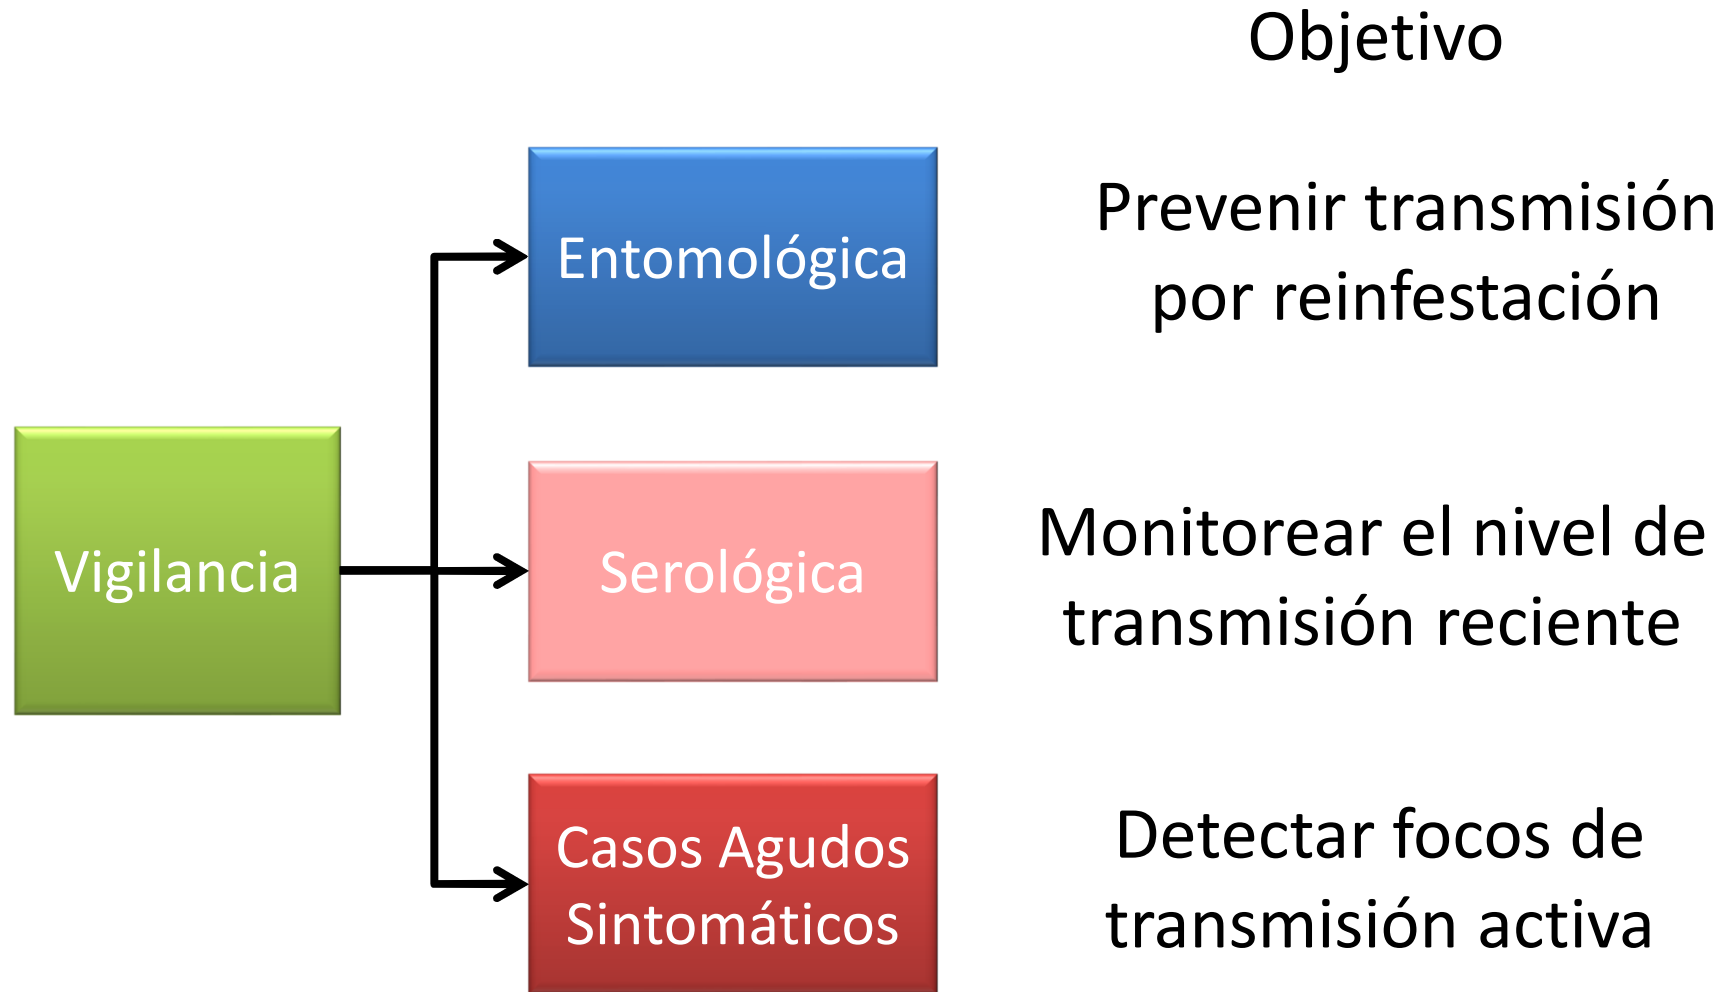 Objetivo
Entomológica
Prevenir transmisión
por reinfestación
Vigilancia
Serológica
Monitorear el nivel de
transmisión reciente
Casos Agudos
Sintomáticos
Detectar focos de
transmisión activa